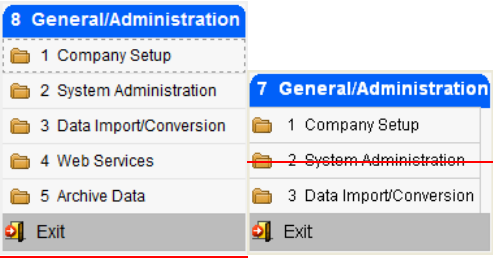 8 General/Administration
1 Company Setup
2 System Administration
3 Data Import/Conversion
4 Web Services
5 Archive Data
Exit
7 General/Administration
1 Company Setup
2 System Administration
3 Data Import/Conversion
Exit